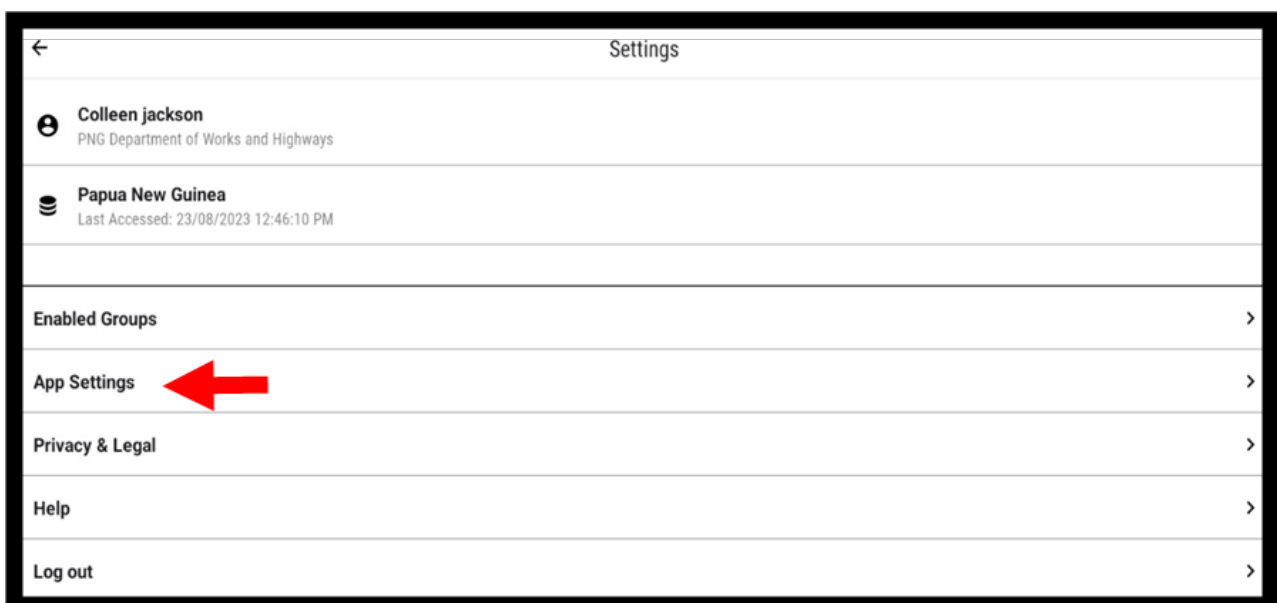 Settings
Colleen jackson
PNG Department of Works and Highways
Papua New Guinea
Last Accessed: 23/08/2023 12:46:10 PM
Enabled Groups
App Settings
Privacy & Legal
Help
Log out